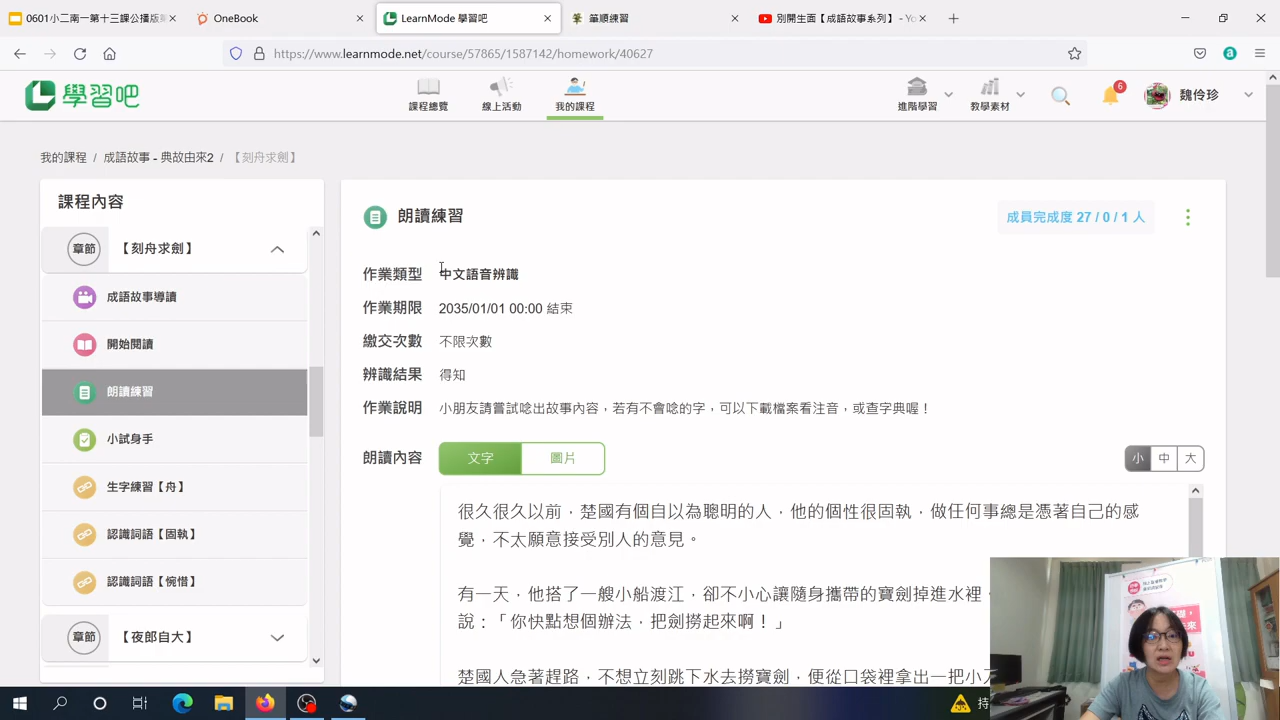 0601小二南一第十三課公播版
OneBook
LearnMode 學習吧
筆順練習
別開生面【成語故事系列】 - Yo
https://www.learnmode.net/course/57865/1587142/homework/40627
學習吧
課程總覽
線上活動
我的課程
進階學習
教學素材
6
魏伶珍
我的課程 / 成語故事 - 典故由來2 / 【刻舟求劍】
課程內容
章節 【刻舟求劍】
成語故事導讀
開始閱讀
朗讀練習
小試身手
生字練習【舟】
認識詞語【固執】
認識詞語【惋惜】
章節 【夜郎自大】
朗讀練習
成員完成度 27 / 0 / 1 人
作業類型 中文語音辨識
作業期限 2035/01/01 00:00 結束
繳交次數 不限次數
辨識結果 得知
作業說明 小朋友請嘗試唸出故事內容，若有不會唸的字，可以下載檔案看注音，或查字典喔！
朗讀內容 文字 圖片
小 中 大
很久很久以前，楚國有個自以為聰明的人，他的個性很固執，做任何事總是憑著自己的感
覺，不太願意接受別人的意見。
有一天，他搭了一艘小船渡江，卻不小心讓隨身攜帶的寶劍掉進水裡。
說：「你快點想個辦法，把劍撈起來啊！」
楚國人急著趕路，不想立刻跳下水去撈寶劍，便從口袋裡拿出一把小刀